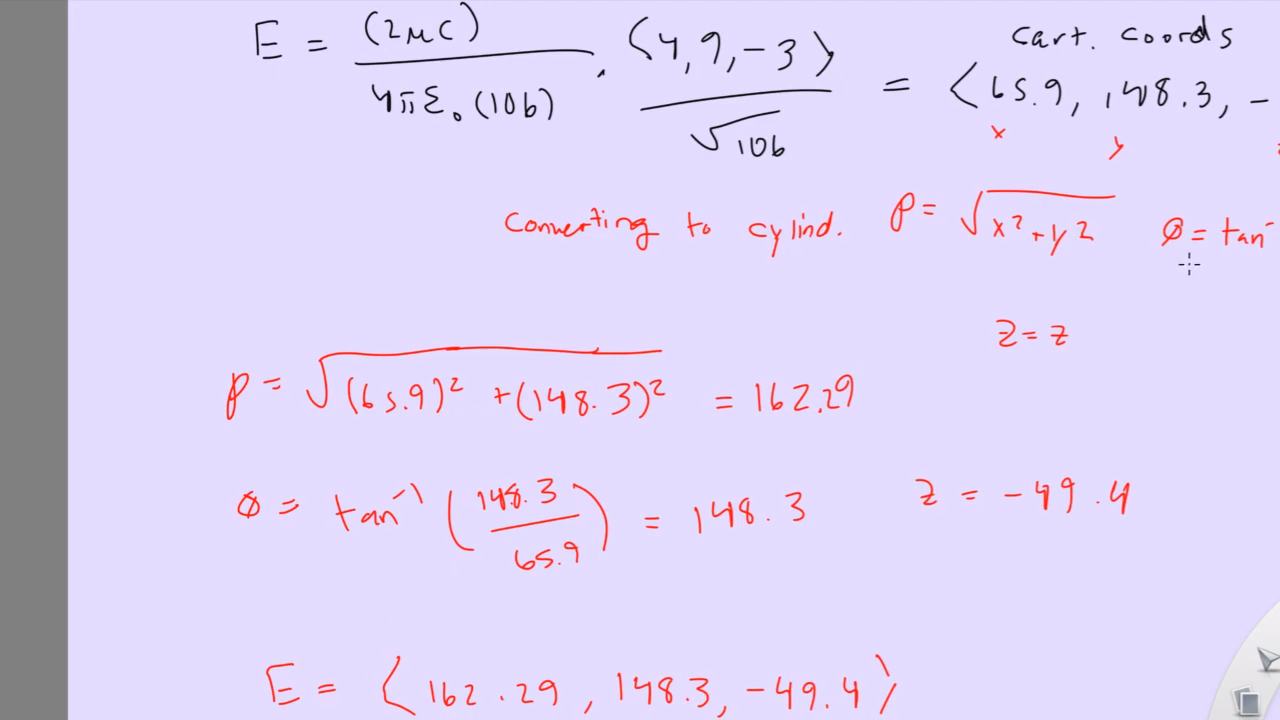 E = (2μC) / 4πε₀(106) · ⟨4, 9, -3⟩ / √106 = ⟨65.9, 148.3, -
cart. coords
x y
converting to cylind. ρ = √x² + y² φ = tan⁻
z = z
ρ = √(65.9)² + (148.3)² = 162.29
φ = tan⁻¹ (148.3 / 65.9) = 148.3 z = -49.4
E = ⟨162.29, 148.3, -49.4⟩